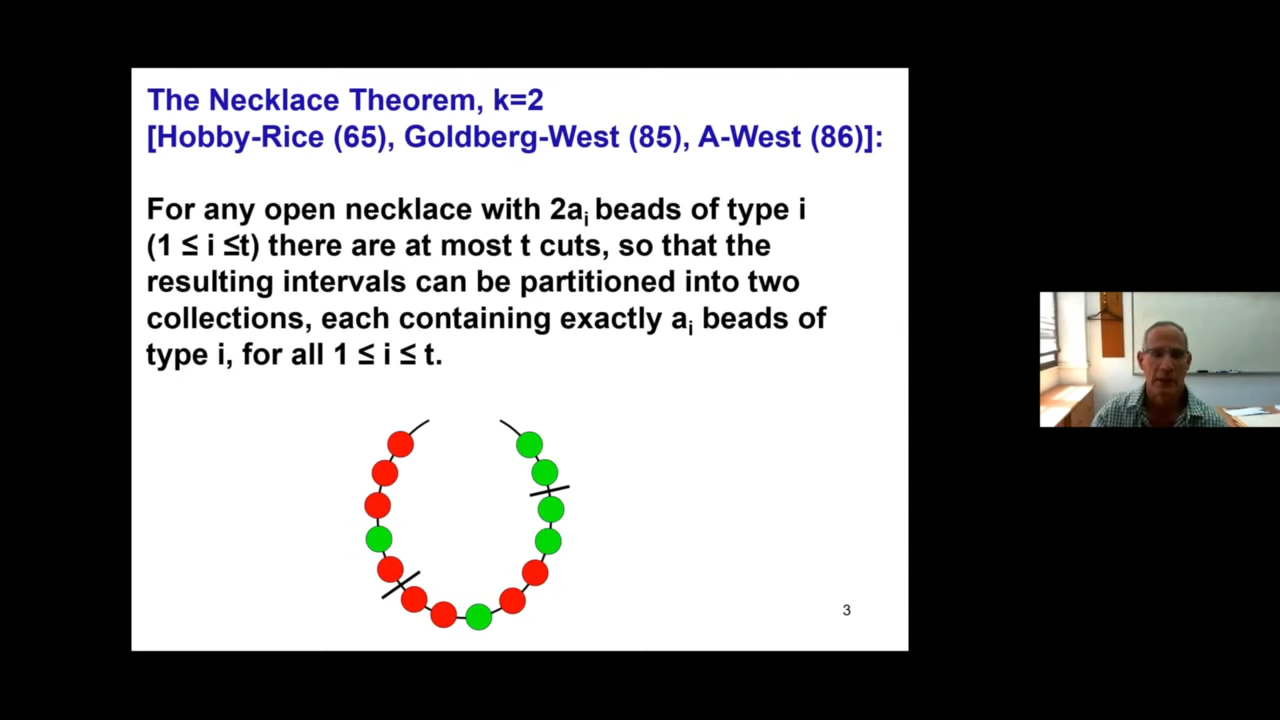 The Necklace Theorem, k=2
[Hobby-Rice (65), Goldberg-West (85), A-West (86)]:
For any open necklace with 2aᵢ beads of type i
(1 ≤ i ≤t) there are at most t cuts, so that the
resulting intervals can be partitioned into two
collections, each containing exactly aᵢ beads of
type i, for all 1 ≤ i ≤ t.
3